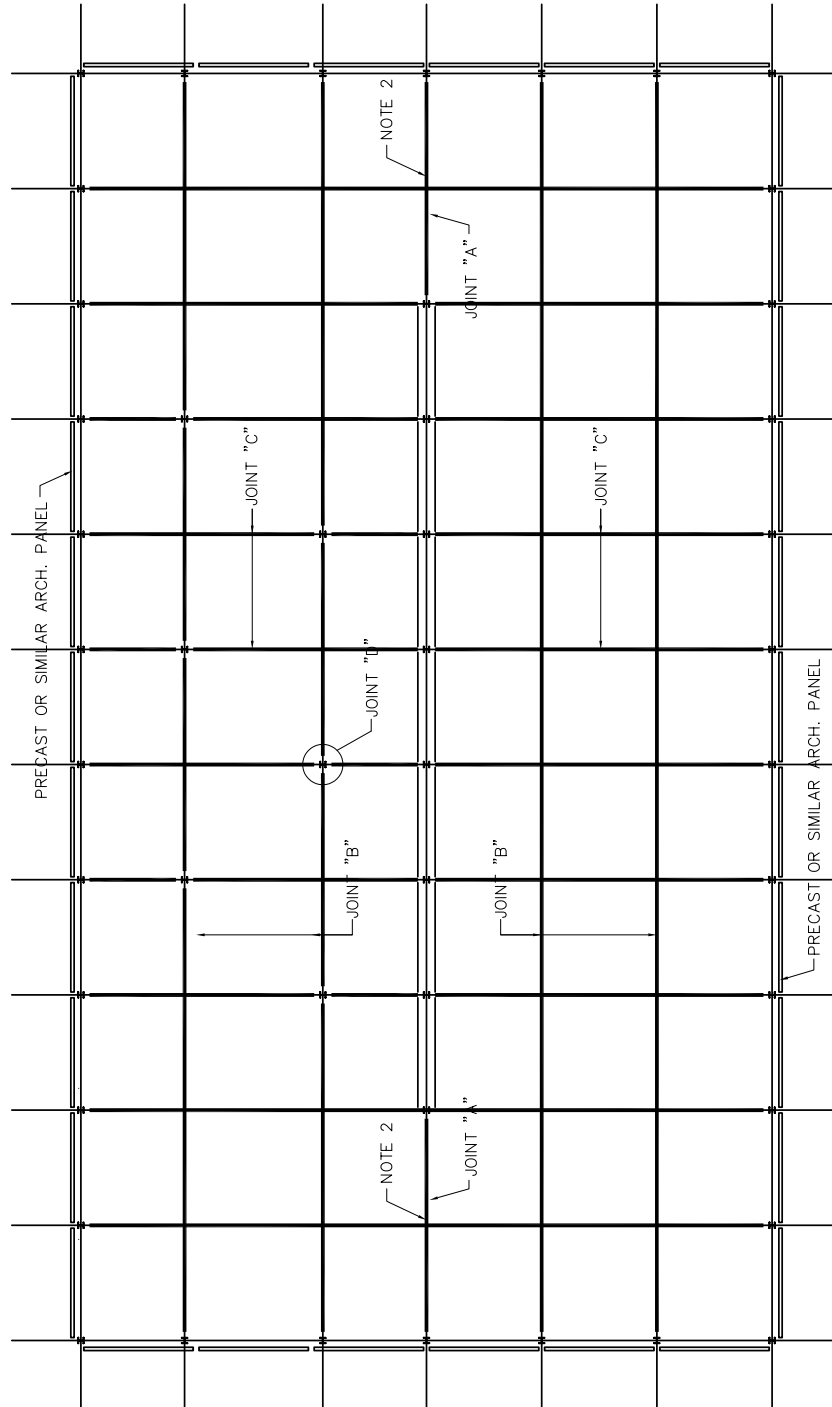 PRECAST OR SIMILAR ARCH. PANEL
JOINT "C"
JOINT "D"
JOINT "B"
NOTE 2
JOINT "A"
JOINT "C"
JOINT "B"
NOTE 2
JOINT "A"
PRECAST OR SIMILAR ARCH. PANEL